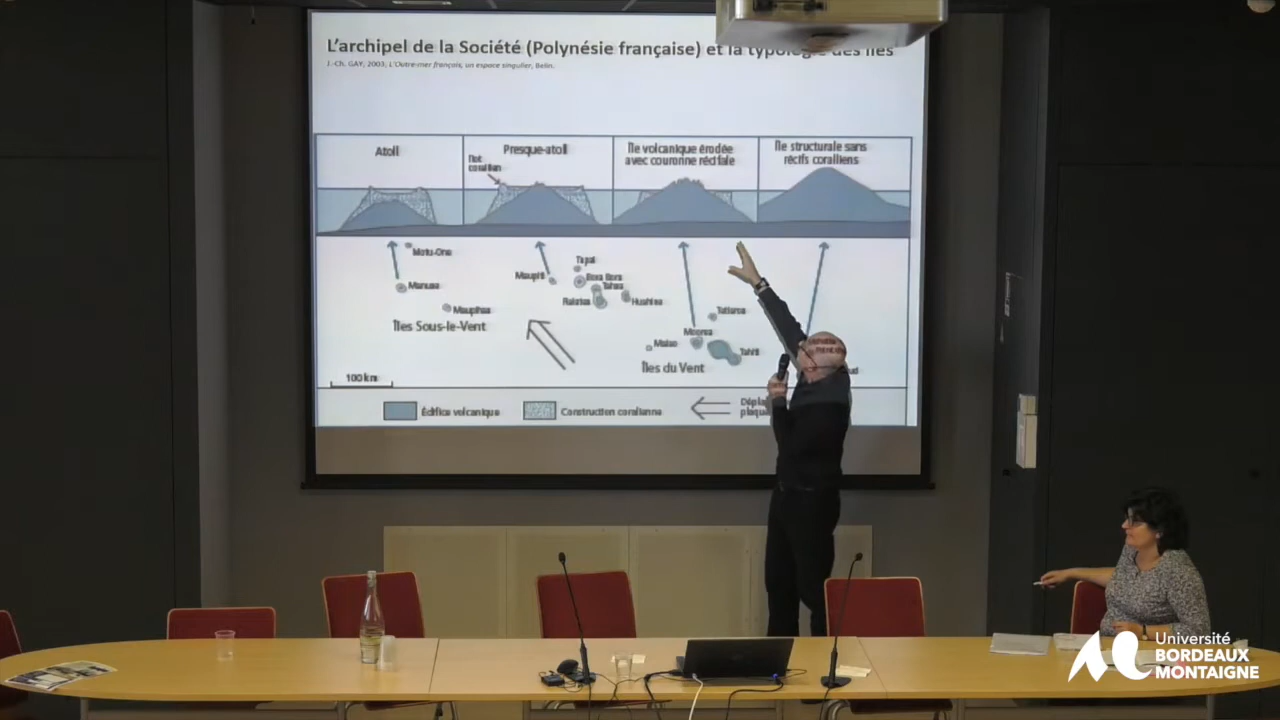 L'archipel de la Société (Polynésie française) et la typologie des îles
J.-Ch. GAY, 2003, L'Outre-mer français, un espace singulier, Belin.
Atoll
Presque-atoll
Île volcanique érodée
avec couronne récifale
Île structurale sans
récifs coralliens
Îlot
corallien
Motu-One
Manuae
Maupihaa
Îles Sous-le-Vent
Maupiti
Tupai
Bora Bora
Tahaa
Raiatea
Huahine
Tetiaroa
Moorea
Maiao
Tahiti
Îles du Vent
100 km
Édifice volcanique
Construction corallienne
Université
BORDEAUX
MONTAIGNE